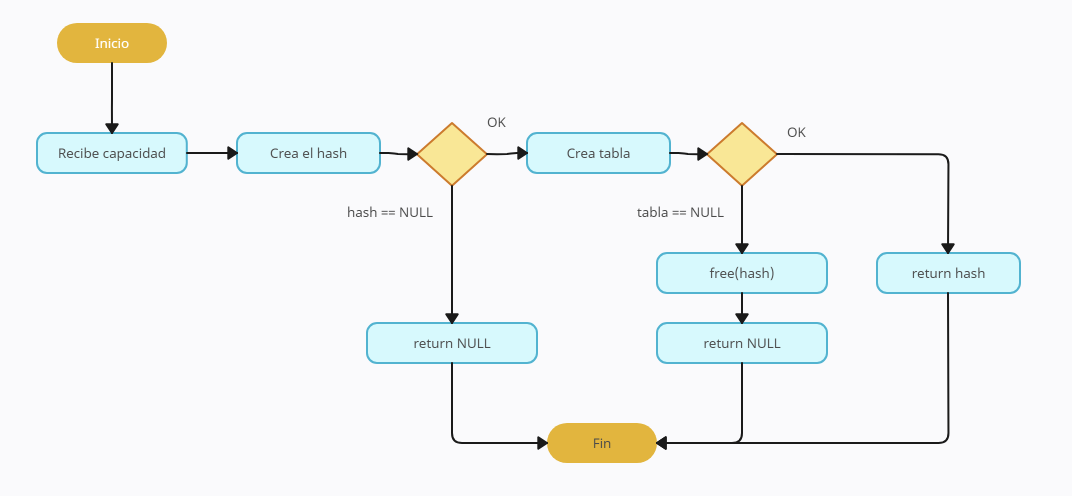 Inicio
OK
OK
Recibe capacidad
Crea el hash
Crea tabla
hash == NULL
tabla == NULL
free(hash)
return hash
return NULL
return NULL
Fin